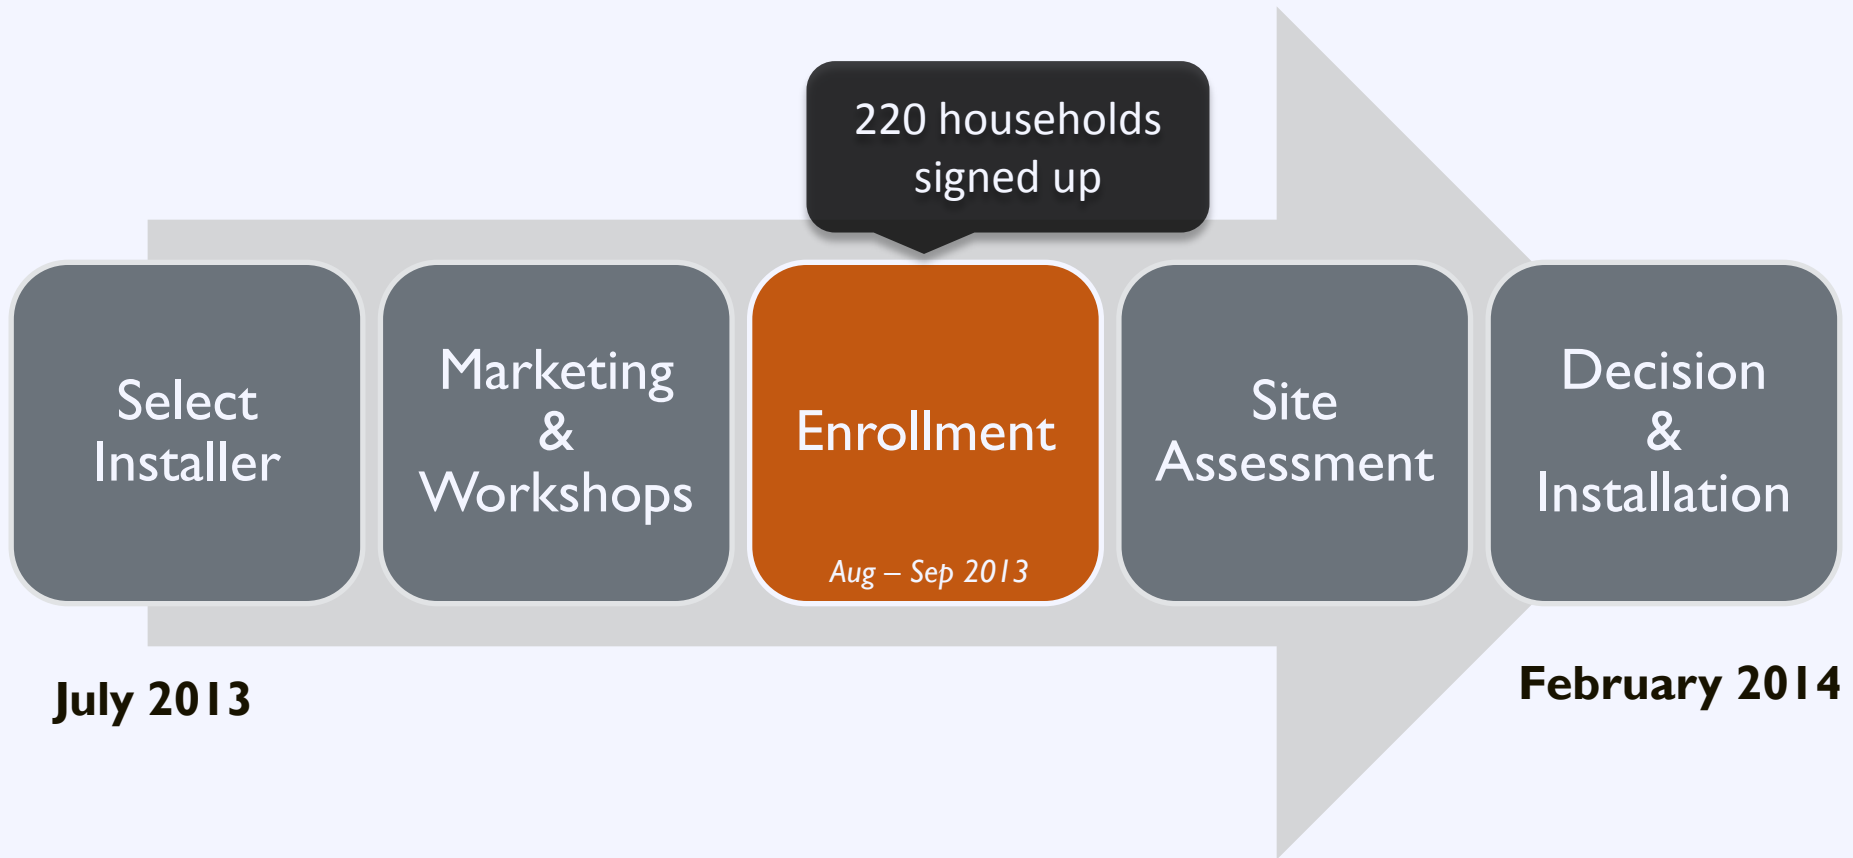 220 households
signed up
Select
Installer
Marketing
&
Workshops
Enrollment
Aug – Sep 2013
Site
Assessment
Decision
&
Installation
July 2013
February 2014